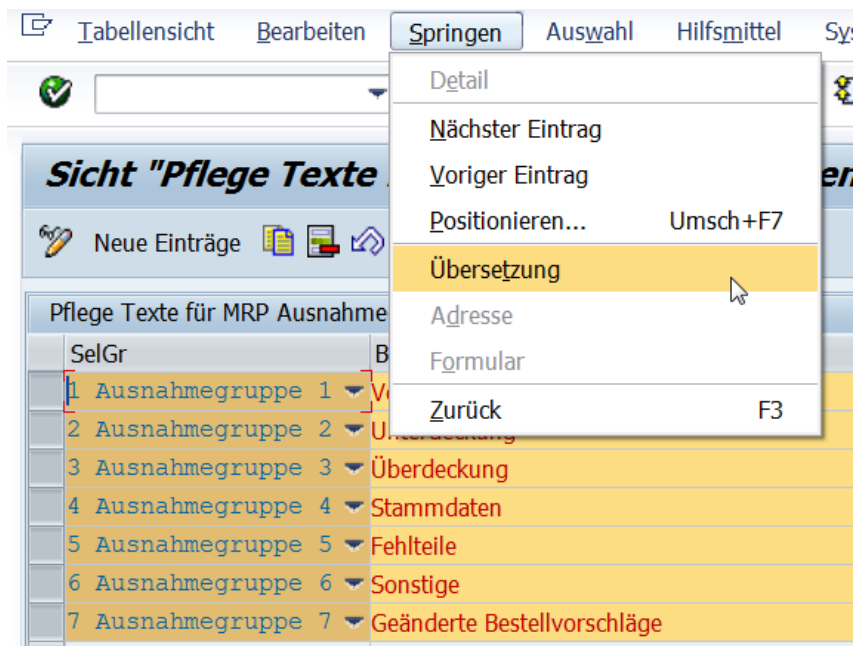 Tabellensicht Bearbeiten Springen Auswahl Hilfsmittel
Detail
Nächster Eintrag
Voriger Eintrag
Positionieren... Umsch+F7
Übersetzung
Adresse
Formular
Zurück F3
Sicht "Pflege Texte
Neue Einträge
Pflege Texte für MRP Ausnahme
SelGr
1 Ausnahmegruppe 1
2 Ausnahmegruppe 2 Unterdeckung
3 Ausnahmegruppe 3 Überdeckung
4 Ausnahmegruppe 4 Stammdaten
5 Ausnahmegruppe 5 Fehlteile
6 Ausnahmegruppe 6 Sonstige
7 Ausnahmegruppe 7 Geänderte Bestellvorschläge